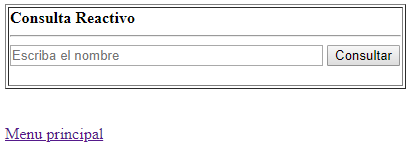 Consulta Reactivo
Escriba el nombre Consultar
Menu principal